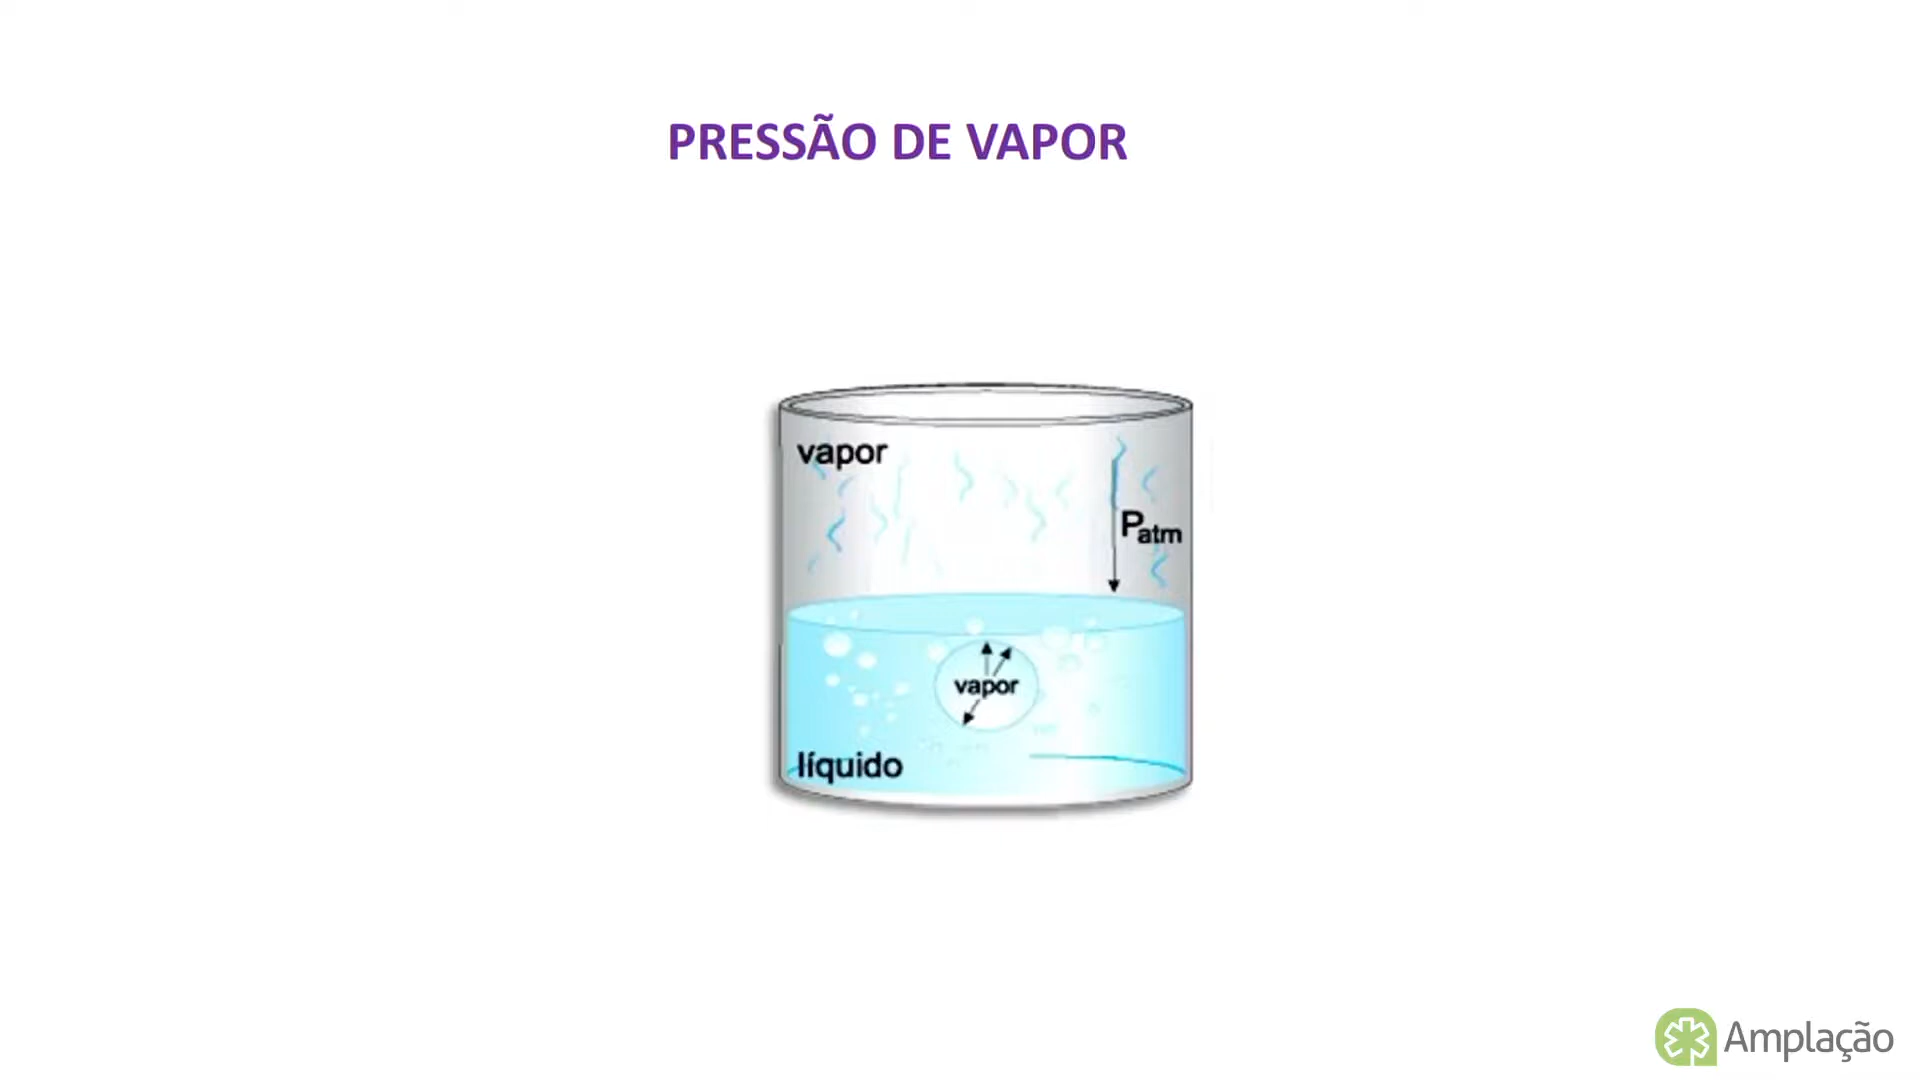 PRESSÃO DE VAPOR
vapor
Patm
vapor
líquido
Amplação